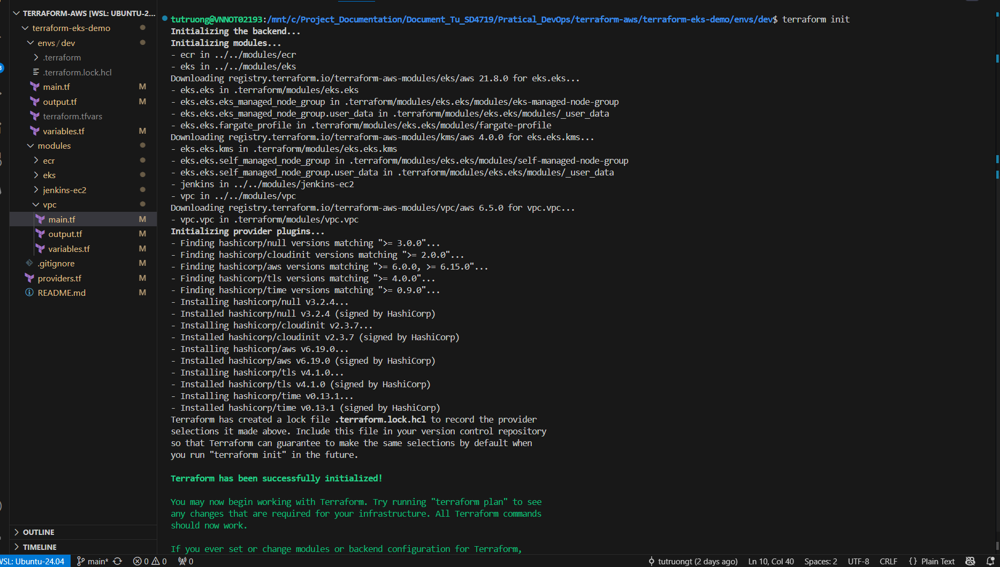 TERRAFORM-AWS [WSL: UBUNTU-2...
terraform-eks-demo
envs / dev
.terraform
.terraform.lock.hcl
main.tf M
output.tf M
terraform.tfvars
variables.tf M
modules
ecr
eks
jenkins-ec2
vpc
main.tf M
output.tf M
variables.tf M
.gitignore M
providers.tf M
README.md M
OUTLINE
TIMELINE
tutruong@VNNOT02193:/mnt/c/Project_Documentation/Document_Tu_SD4719/Pratical_DevOps/terraform-aws/terraform-eks-demo/envs/dev$ terraform init
Initializing the backend...
Initializing modules...
- ecr in ../../modules/ecr
- eks in ../../modules/eks
Downloading registry.terraform.io/terraform-aws-modules/eks/aws 21.8.0 for eks.eks...
- eks.eks in .terraform/modules/eks.eks
- eks.eks.eks_managed_node_group in .terraform/modules/eks.eks/modules/eks-managed-node-group
- eks.eks.eks_managed_node_group.user_data in .terraform/modules/eks.eks/modules/_user_data
- eks.eks.fargate_profile in .terraform/modules/eks.eks/modules/fargate-profile
Downloading registry.terraform.io/terraform-aws-modules/kms/aws 4.0.0 for eks.eks.kms...
- eks.eks.kms in .terraform/modules/eks.eks.kms
- eks.eks.self_managed_node_group in .terraform/modules/eks.eks/modules/self-managed-node-group
- eks.eks.self_managed_node_group.user_data in .terraform/modules/eks.eks/modules/_user_data
- jenkins in ../../modules/jenkins-ec2
- vpc in ../../modules/vpc
Downloading registry.terraform.io/terraform-aws-modules/vpc/aws 6.5.0 for vpc.vpc...
- vpc.vpc in .terraform/modules/vpc.vpc
Initializing provider plugins...
- Finding hashicorp/null versions matching ">= 3.0.0"...
- Finding hashicorp/cloudinit versions matching ">= 2.0.0"...
- Finding hashicorp/aws versions matching ">= 6.0.0, >= 6.15.0"...
- Finding hashicorp/tls versions matching ">= 4.0.0"...
- Finding hashicorp/time versions matching ">= 0.9.0"...
- Installing hashicorp/null v3.2.4...
- Installed hashicorp/null v3.2.4 (signed by HashiCorp)
- Installing hashicorp/cloudinit v2.3.7...
- Installed hashicorp/cloudinit v2.3.7 (signed by HashiCorp)
- Installing hashicorp/aws v6.19.0...
- Installed hashicorp/aws v6.19.0 (signed by HashiCorp)
- Installing hashicorp/tls v4.1.0...
- Installed hashicorp/tls v4.1.0 (signed by HashiCorp)
- Installing hashicorp/time v0.13.1...
- Installed hashicorp/time v0.13.1 (signed by HashiCorp)
Terraform has created a lock file .terraform.lock.hcl to record the provider
selections it made above. Include this file in your version control repository
so that Terraform can guarantee to make the same selections by default when
you run "terraform init" in the future.
Terraform has been successfully initialized!
You may now begin working with Terraform. Try running "terraform plan" to see
any changes that are required for your infrastructure. All Terraform commands
should now work.
If you ever set or change modules or backend configuration for Terraform,
WSL: Ubuntu-24.04 main* 0 0 0 tutruongt (2 days ago) Ln 10, Col 40 Spaces: 2 UTF-8 CRLF {} Plain Text